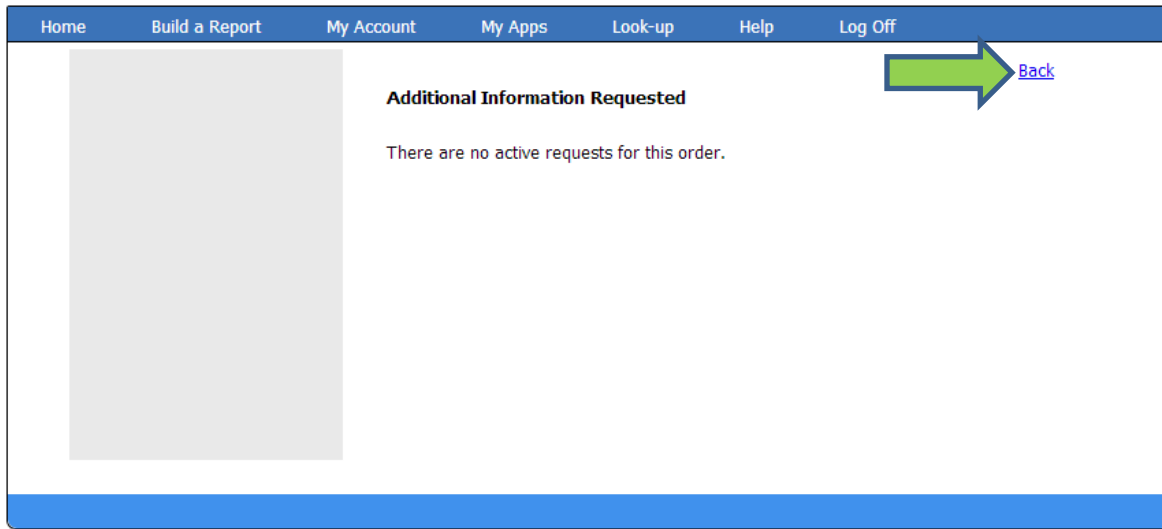 Home Build a Report My Account My Apps Look-up Help Log Off
Back
Additional Information Requested
There are no active requests for this order.